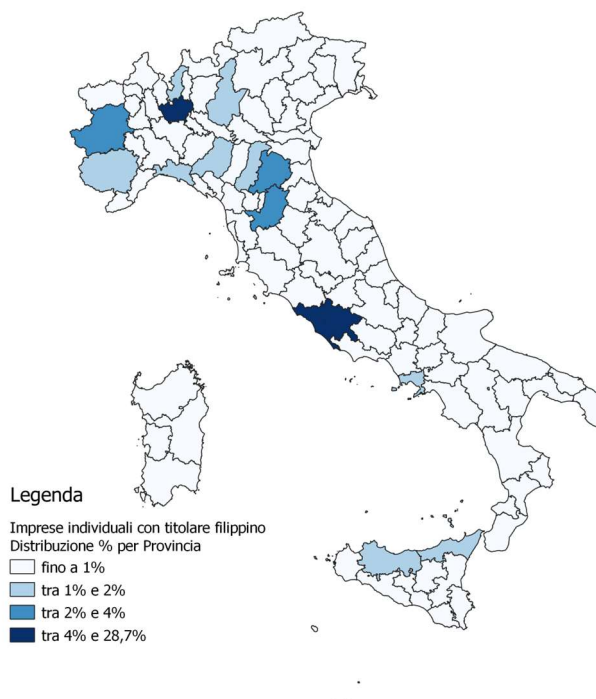 Legenda
Imprese individuali con titolare filippino
Distribuzione % per Provincia
fino a 1%
tra 1% e 2%
tra 2% e 4%
tra 4% e 28,7%